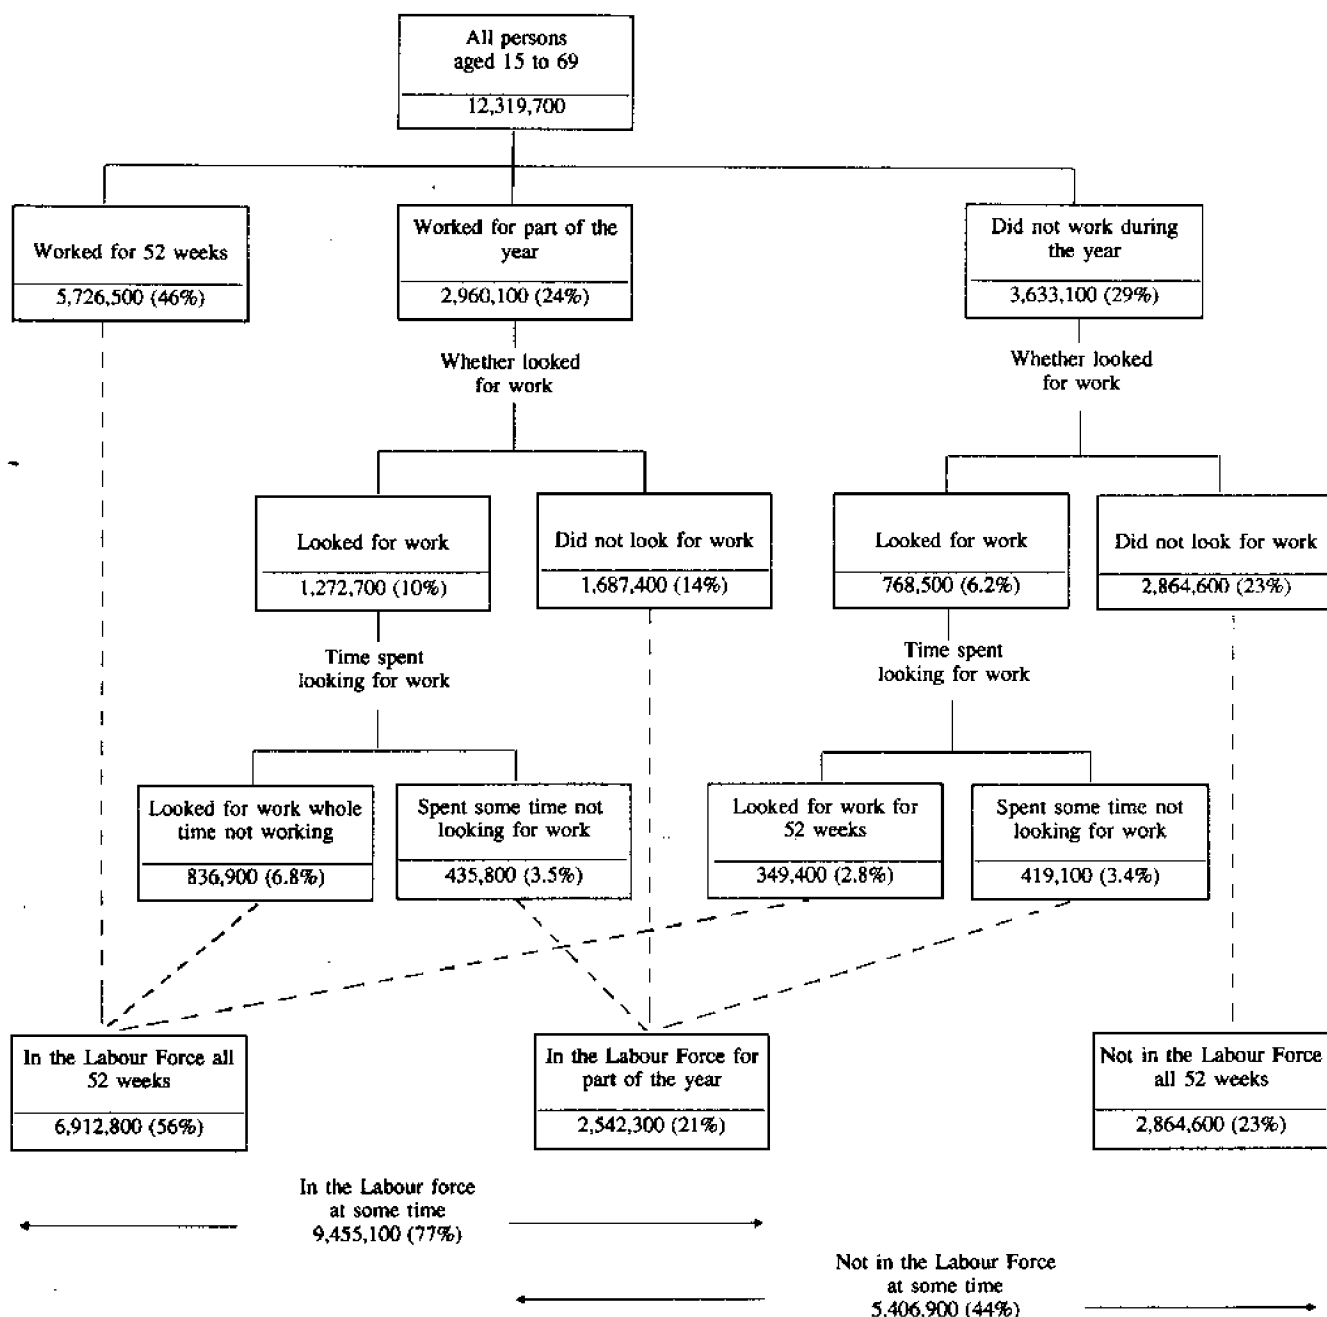 All persons
aged 15 to 69
12,319,700
Worked for 52 weeks
5,726,500 (46%)
Worked for part of the
year
2,960,100 (24%)
Did not work during
the year
3,633,100 (29%)
Whether looked
for work
Whether looked
for work
Looked for work
1,272,700 (10%)
Did not look for work
1,687,400 (14%)
Looked for work
768,500 (6.2%)
Did not look for work
2,864,600 (23%)
Time spent
looking for work
Time spent
looking for work
Looked for work whole
time not working
836,900 (6.8%)
Spent some time not
looking for work
435,800 (3.5%)
Looked for work for
52 weeks
349,400 (2.8%)
Spent some time not
looking for work
419,100 (3.4%)
In the Labour Force all
52 weeks
6,912,800 (56%)
In the Labour Force for
part of the year
2,542,300 (21%)
Not in the Labour Force
all 52 weeks
2,864,600 (23%)
In the Labour force
at some time
9,455,100 (77%)
Not in the Labour Force
at some time
5,406,900 (44%)